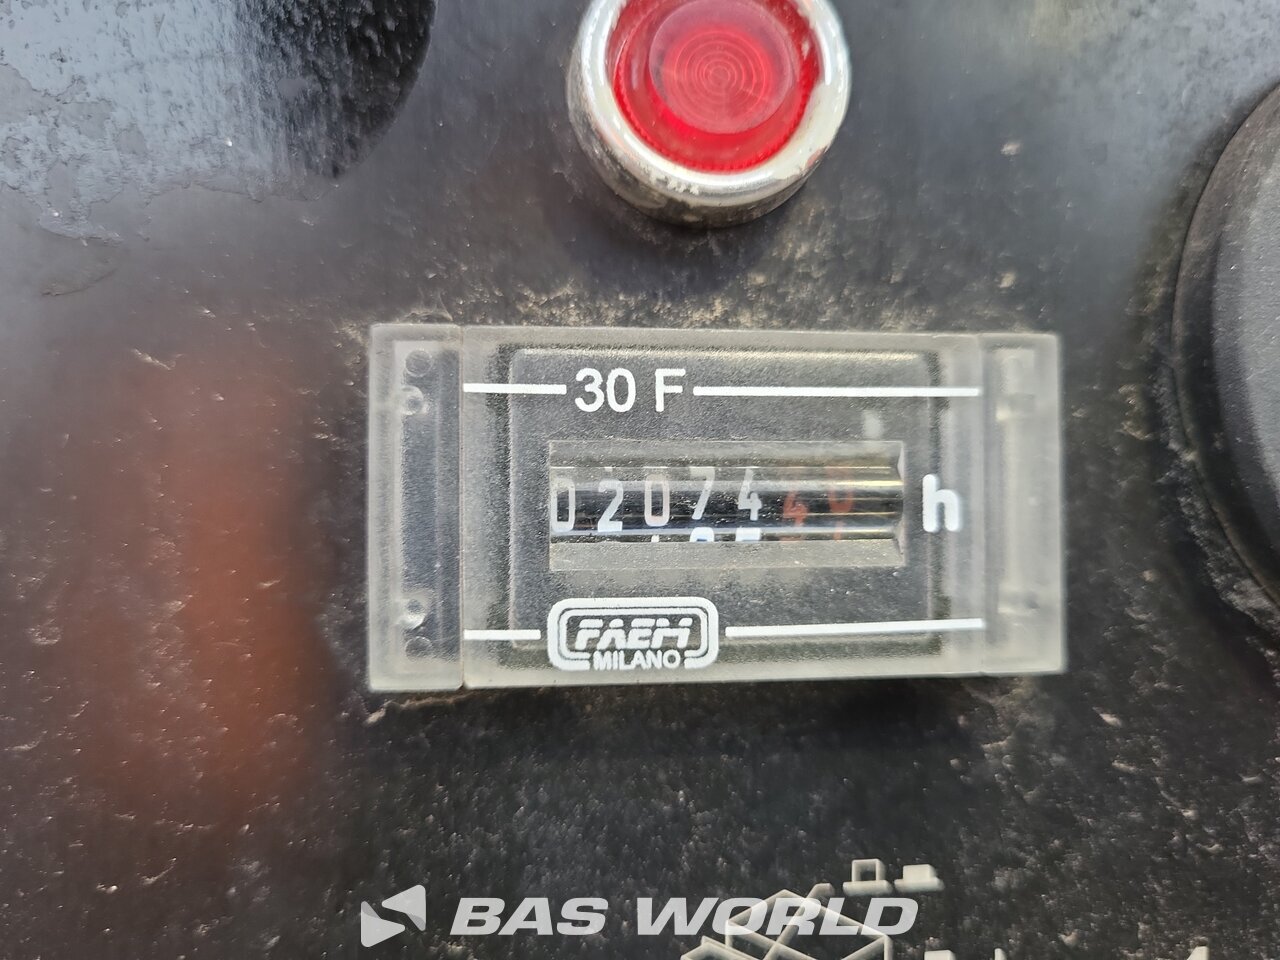 30 F
02074 h
FAEM
MILANO
BAS WORLD